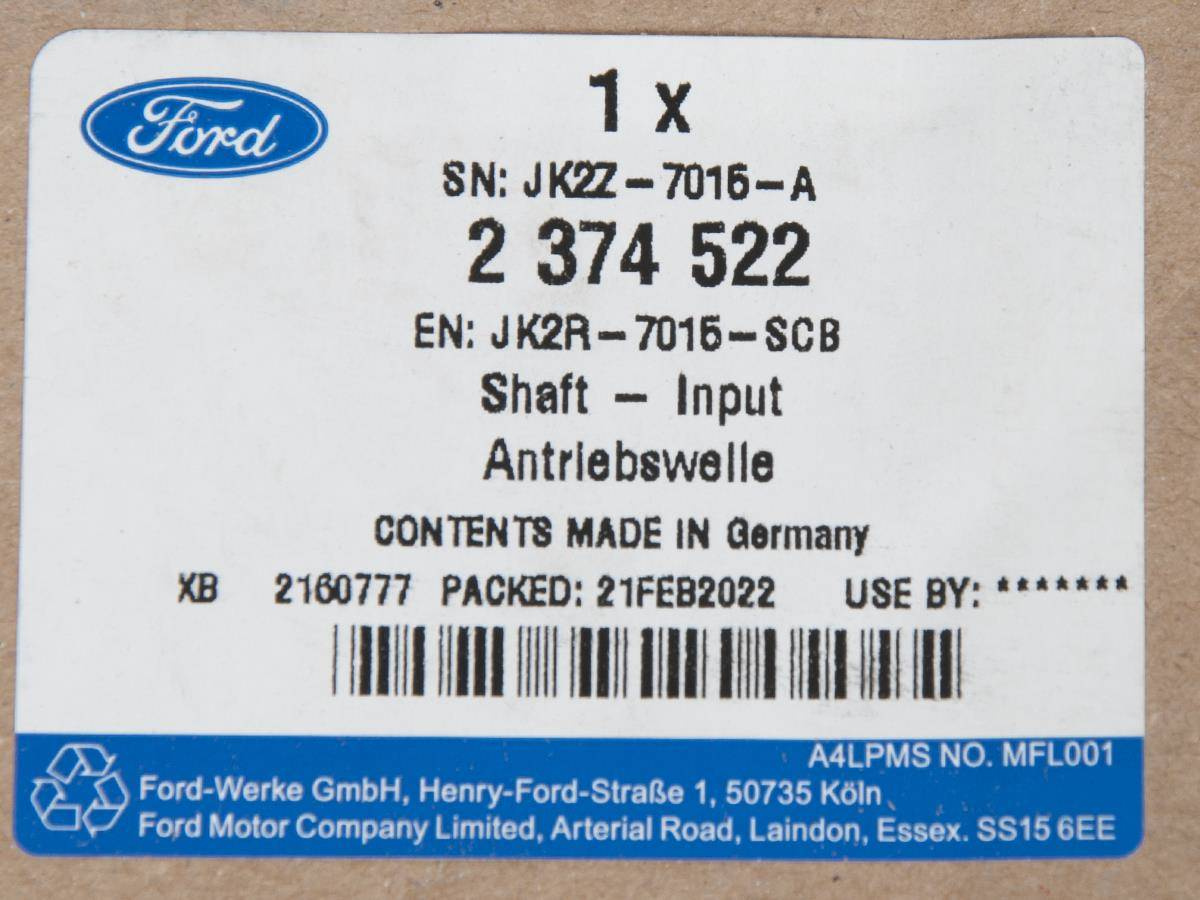 Ford
1 x
SN: JK2Z-7015-A
2 374 522
EN: JK2R-7015-SCB
Shaft - Input
Antriebswelle
CONTENTS MADE IN Germany
XB 2160777 PACKED: 21FEB2022 USE BY: *******
A4LPMS NO. MFL001
Ford-Werke GmbH, Henry-Ford-Straße 1, 50735 Köln
Ford Motor Company Limited, Arterial Road, Laindon, Essex. SS15 6EE